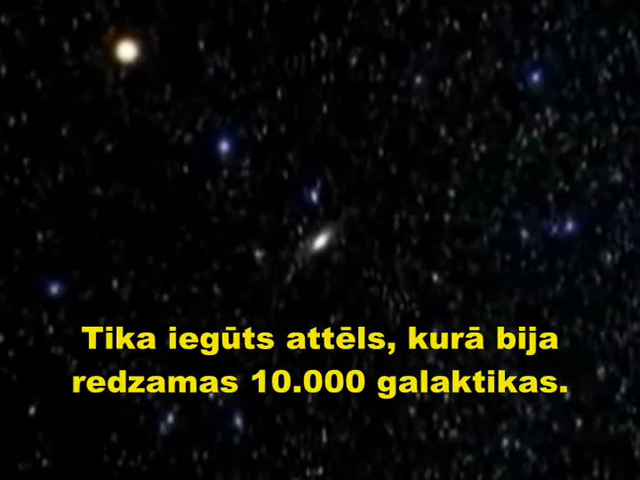 Tika iegūts attēls, kurā bija
redzamas 10.000 galaktikas.